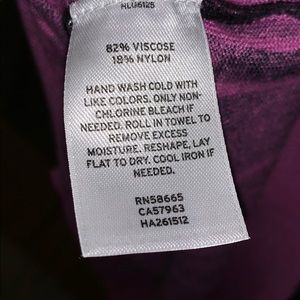 HLU6125
82% VISCOSE
18% NYLON
HAND WASH COLD WITH
LIKE COLORS. ONLY NON-
CHLORINE BLEACH IF
NEEDED. ROLL IN TOWEL TO
REMOVE EXCESS
MOISTURE. RESHAPE, LAY
FLAT TO DRY. COOL IRON IF
NEEDED.
RN58665
CA57963
HA261512